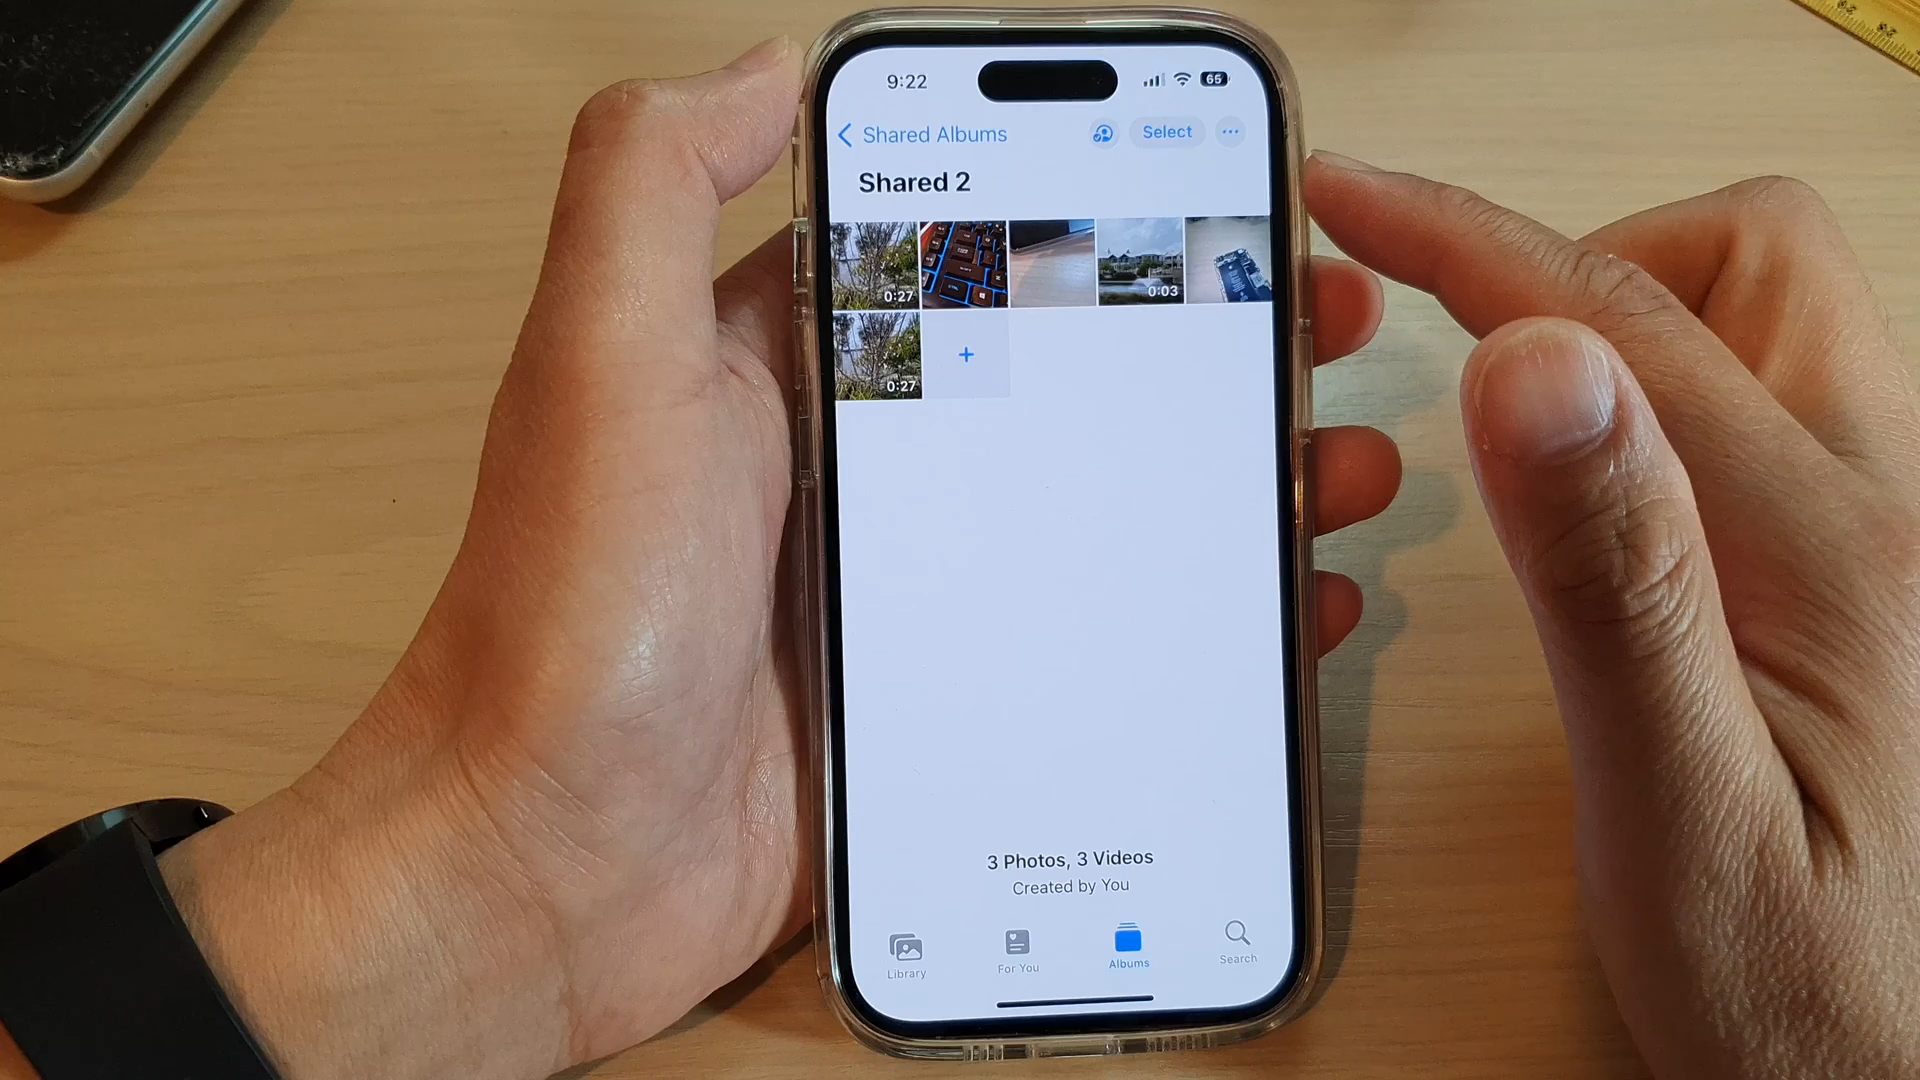 9:22
65
Shared Albums
Select
Shared 2
0:27
0:03
0:27
3 Photos, 3 Videos
Created by You
Library
For You
Albums
Search